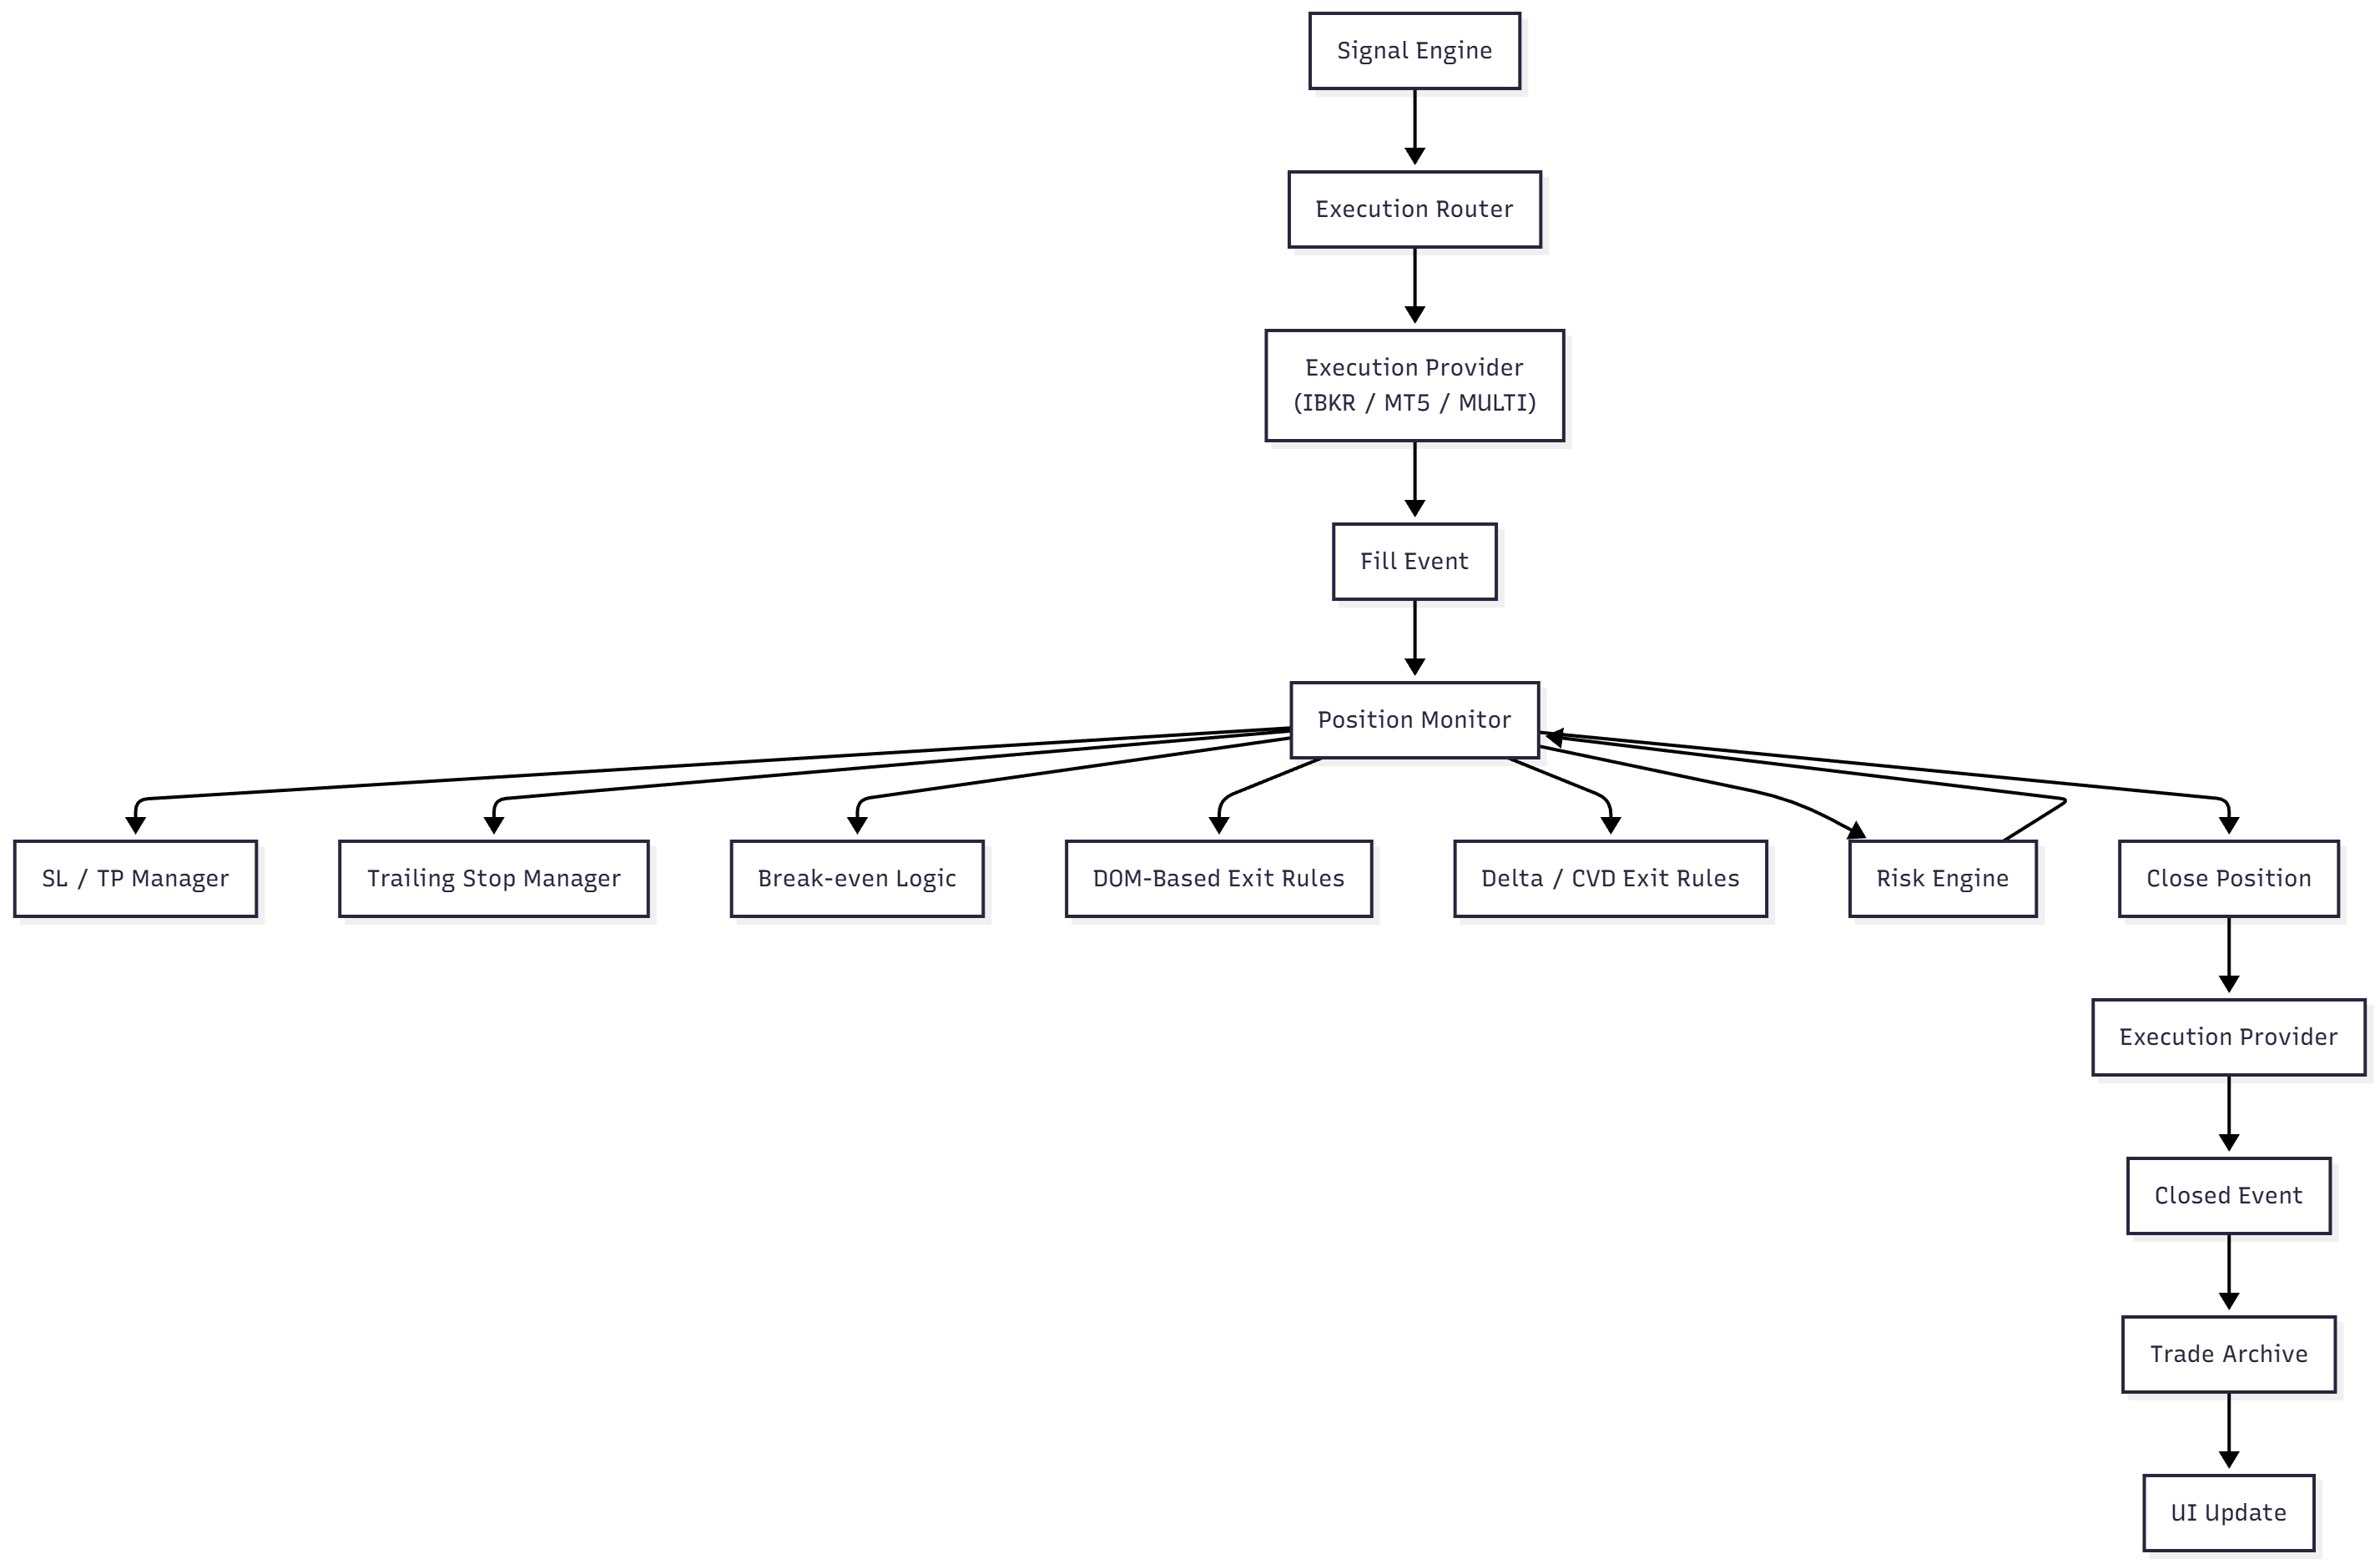 Signal Engine
Execution Router
Execution Provider
(IBKR / MT5 / MULTI)
Fill Event
Position Monitor
SL / TP Manager
Trailing Stop Manager
Break-even Logic
DOM-Based Exit Rules
Delta / CVD Exit Rules
Risk Engine
Close Position
Execution Provider
Closed Event
Trade Archive
UI Update